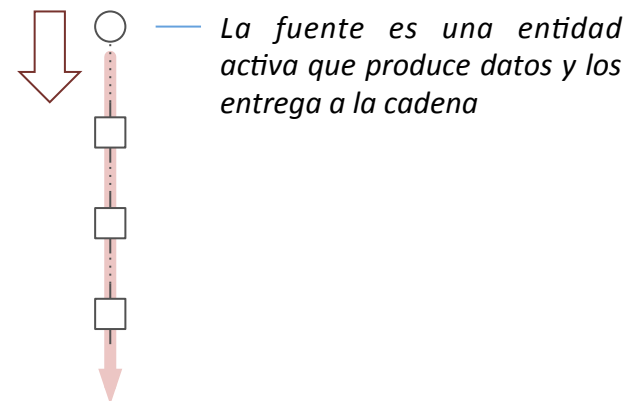 La fuente es una entidad
activa que produce datos y los
entrega a la cadena